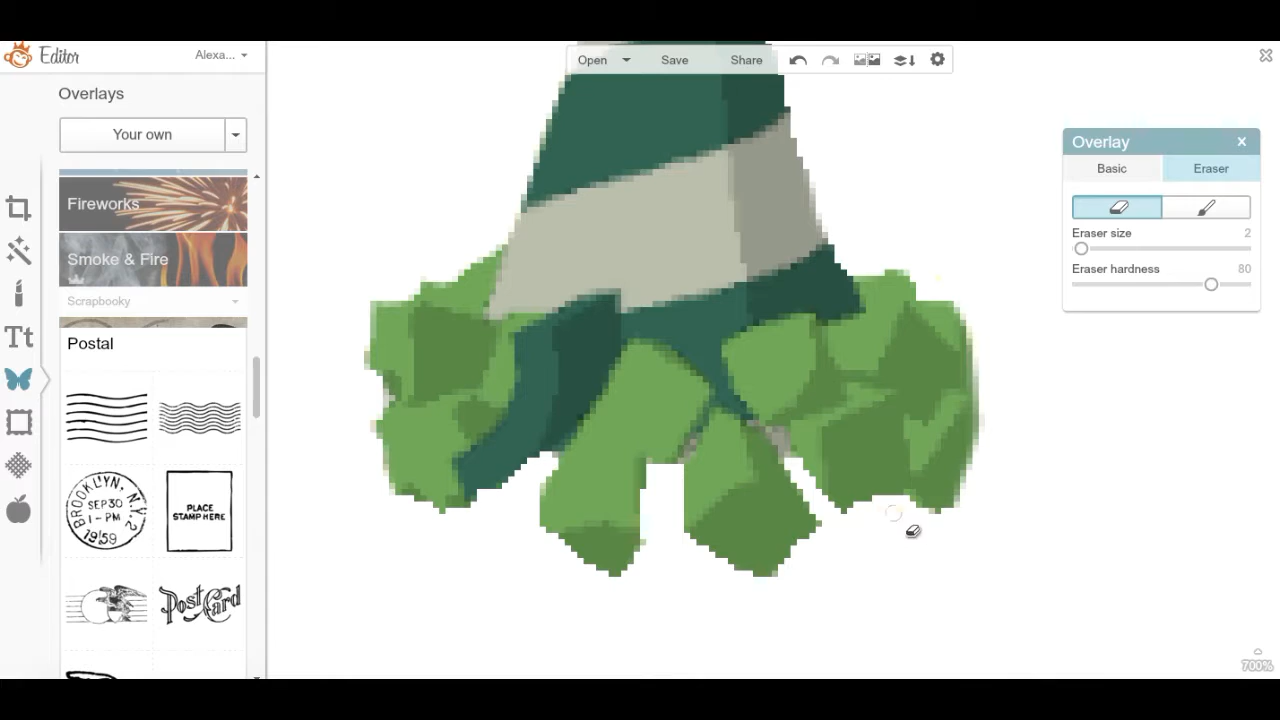 Editor
Alexa...
Open
Save
Share
Overlays
Your own
Overlay
Basic
Eraser
Fireworks
Eraser size
2
Smoke & Fire
Eraser hardness
80
Scrapbooky
Postal
BROOKLYN, N.Y. 2
SEP 30
1 - PM
1959
PLACE
STAMP HERE
Post Card
700%